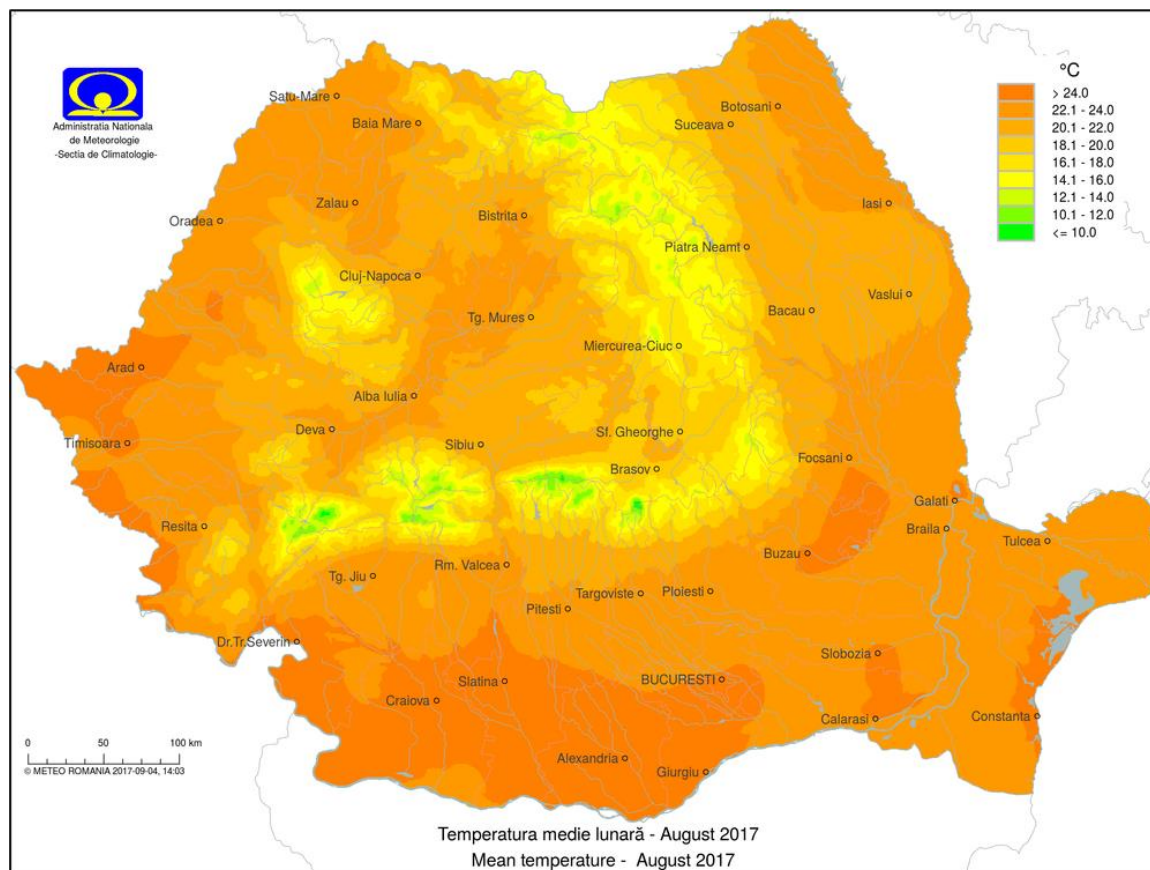 Administratia Nationala
de Meteorologie
-Sectia de Climatologie-
°C
> 24.0
22.1 - 24.0
20.1 - 22.0
18.1 - 20.0
16.1 - 18.0
14.1 - 16.0
12.1 - 14.0
10.1 - 12.0
<= 10.0
Satu-Mare
Baia Mare
Botosani
Suceava
Zalau
Oradea
Bistrita
Iasi
Piatra Neamt
Cluj-Napoca
Vaslui
Bacau
Tg. Mures
Miercurea-Ciuc
Arad
Alba Iulia
Deva
Timisoara
Sibiu
Sf. Gheorghe
Brasov
Focsani
Galati
Resita
Braila
Tulcea
Buzau
Rm. Valcea
Tg. Jiu
Targoviste
Ploiesti
Pitesti
Dr.Tr.Severin
Slobozia
Slatina
BUCURESTI
Craiova
Calarasi
Constanta
0 50 100 km
© METEO ROMANIA 2017-09-04, 14:03
Alexandria
Giurgiu
Temperatura medie lunară - August 2017
Mean temperature - August 2017